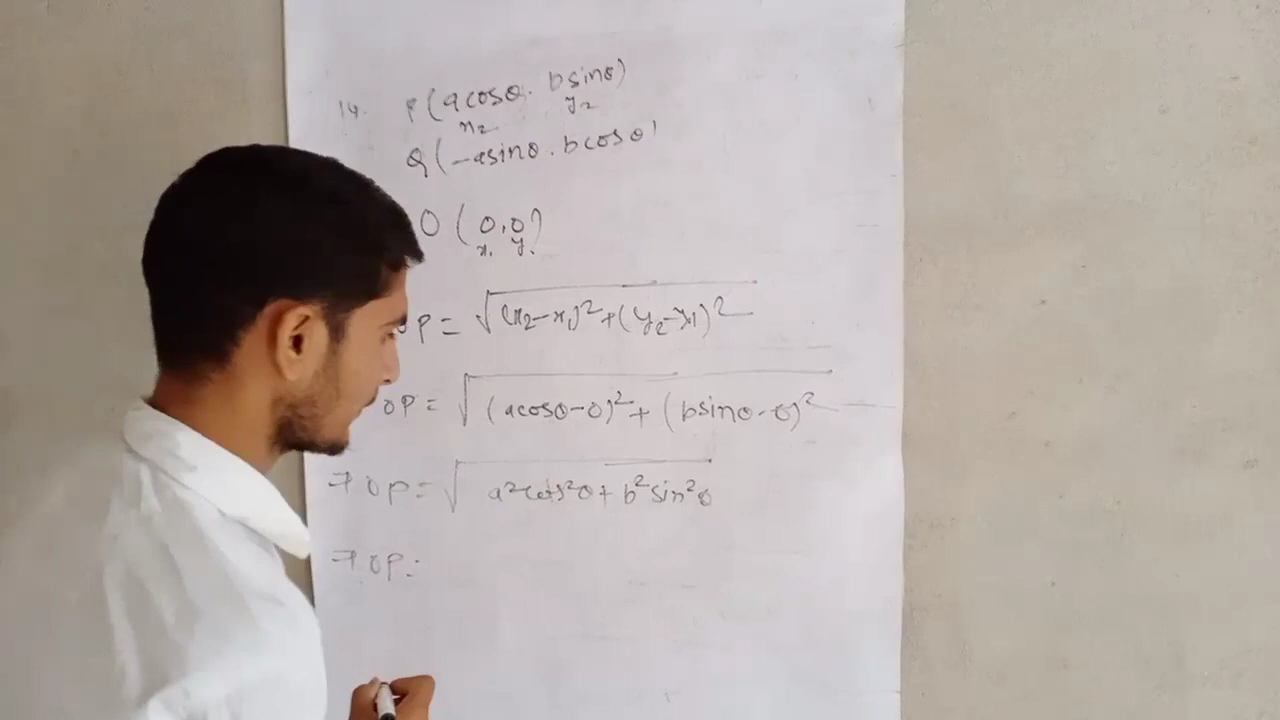 14. P(acosθ. bsinθ)
x₂ y₂
Q(-asinθ. bcosθ)
O (0,0)
x₁ y₁
OP = √(x₂-x₁)²+(y₂-y₁)²
OP = √(acosθ-0)²+(bsinθ-0)²
⇒ OP = √a²cos²θ+b²sin²θ
⇒ OP =